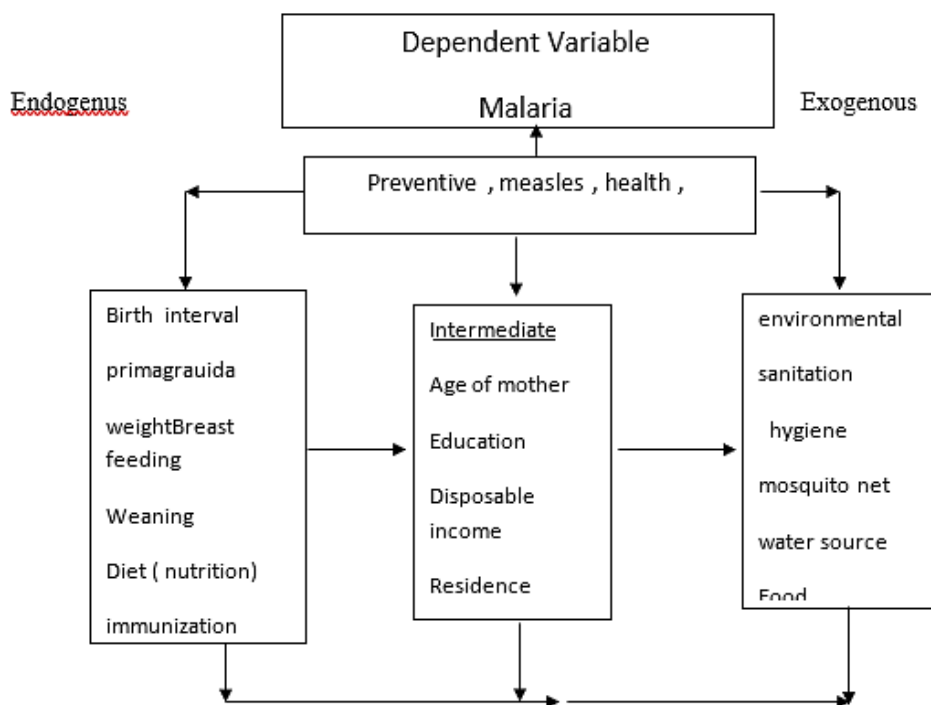 Dependent Variable
Malaria
Endogenus
Exogenous
Preventive , measles , health ,
Birth interval
primagrauida
weightBreast
feeding
Weaning
Diet ( nutrition)
immunization
Intermediate
Age of mother
Education
Disposable
income
Residence
environmental
sanitation
hygiene
mosquito net
water source
Food